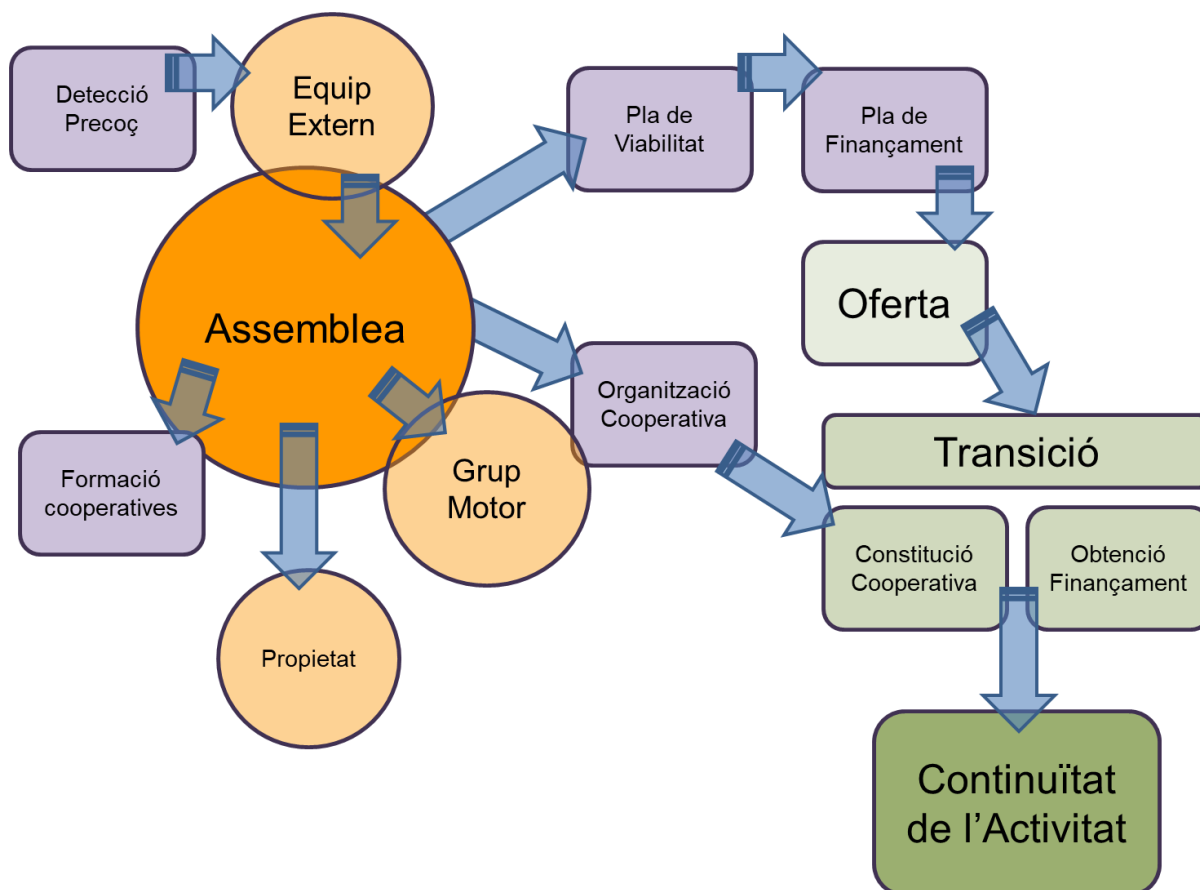 Detecció
Precoç
Equip
Extern
Pla de
Viabilitat
Pla de
Finançament
Oferta
Assemblea
Organització
Cooperativa
Transició
Formació
cooperatives
Grup
Motor
Constitució
Cooperativa
Obtenció
Finançament
Propietat
Continuïtat
de l’Activitat